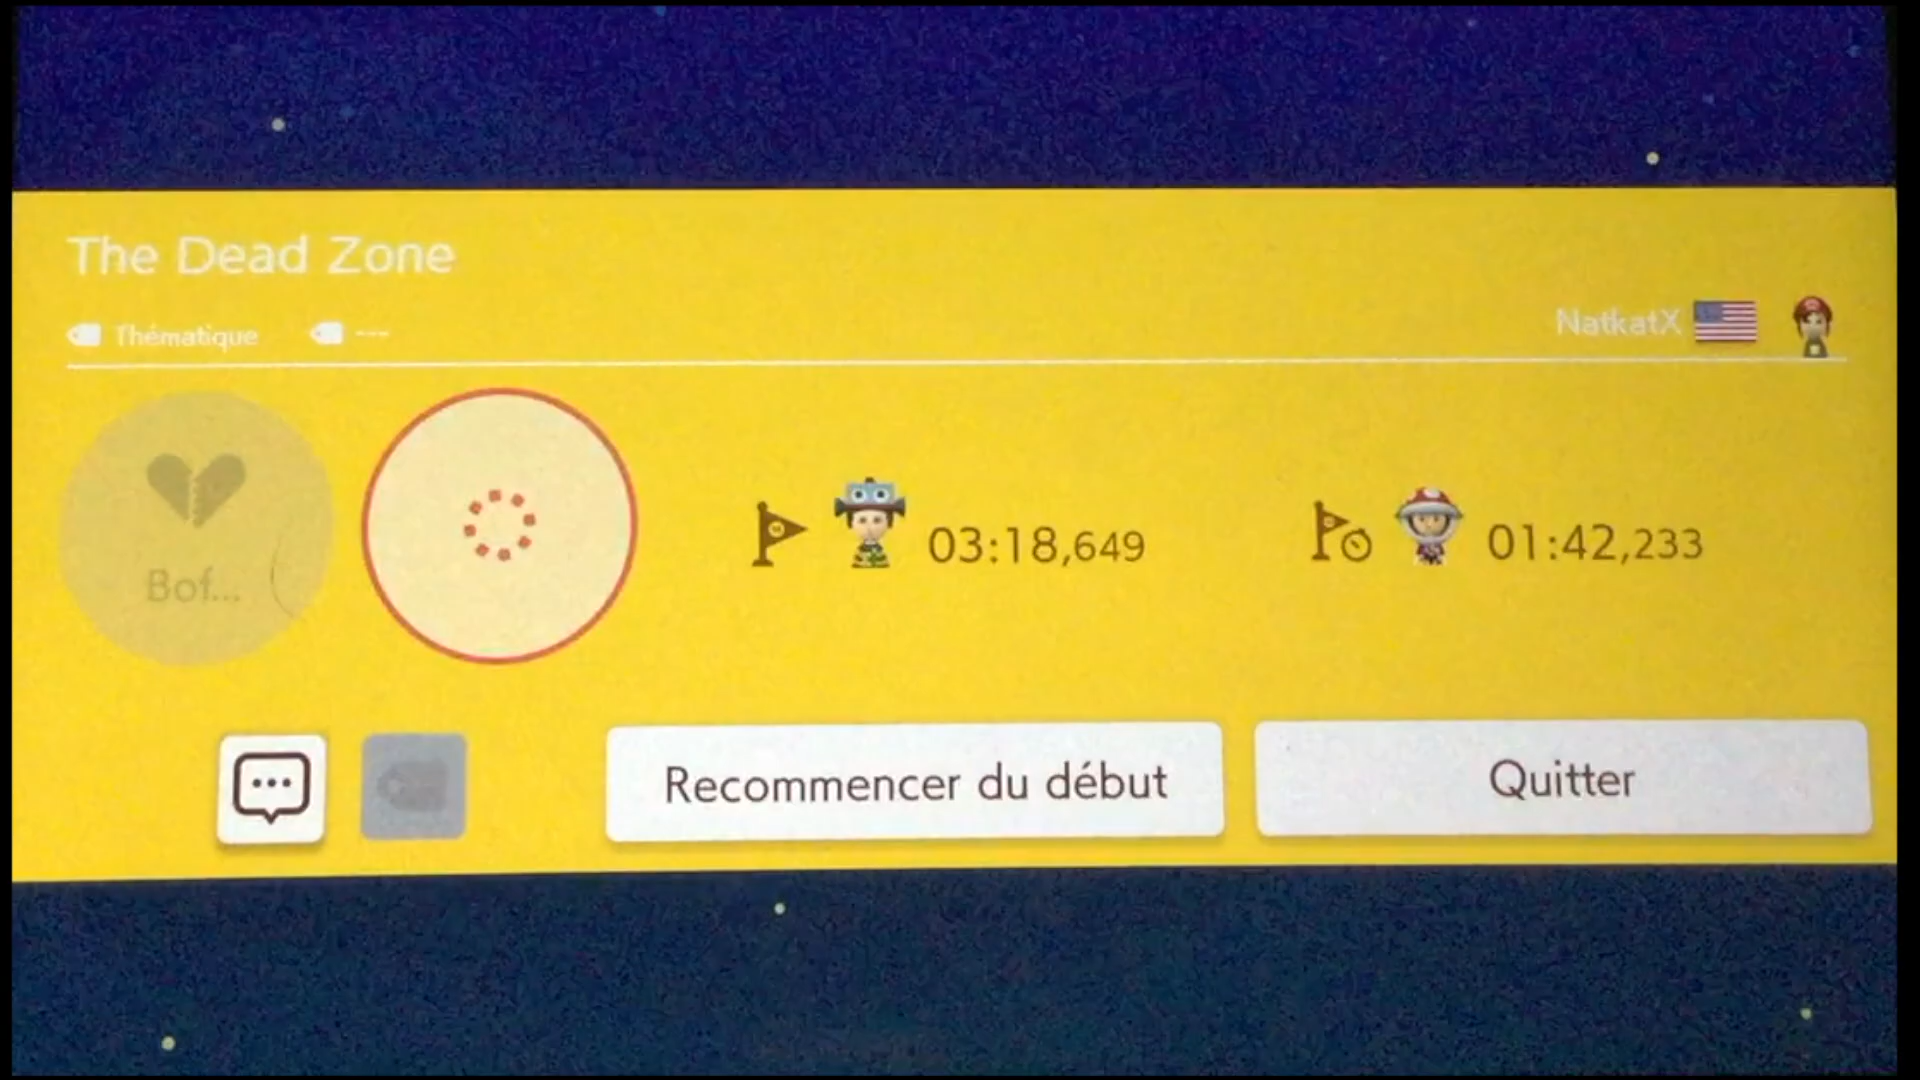 The Dead Zone
Thématique ---
NatkatX
Bof...
03:18,649
01:42,233
Recommencer du début
Quitter